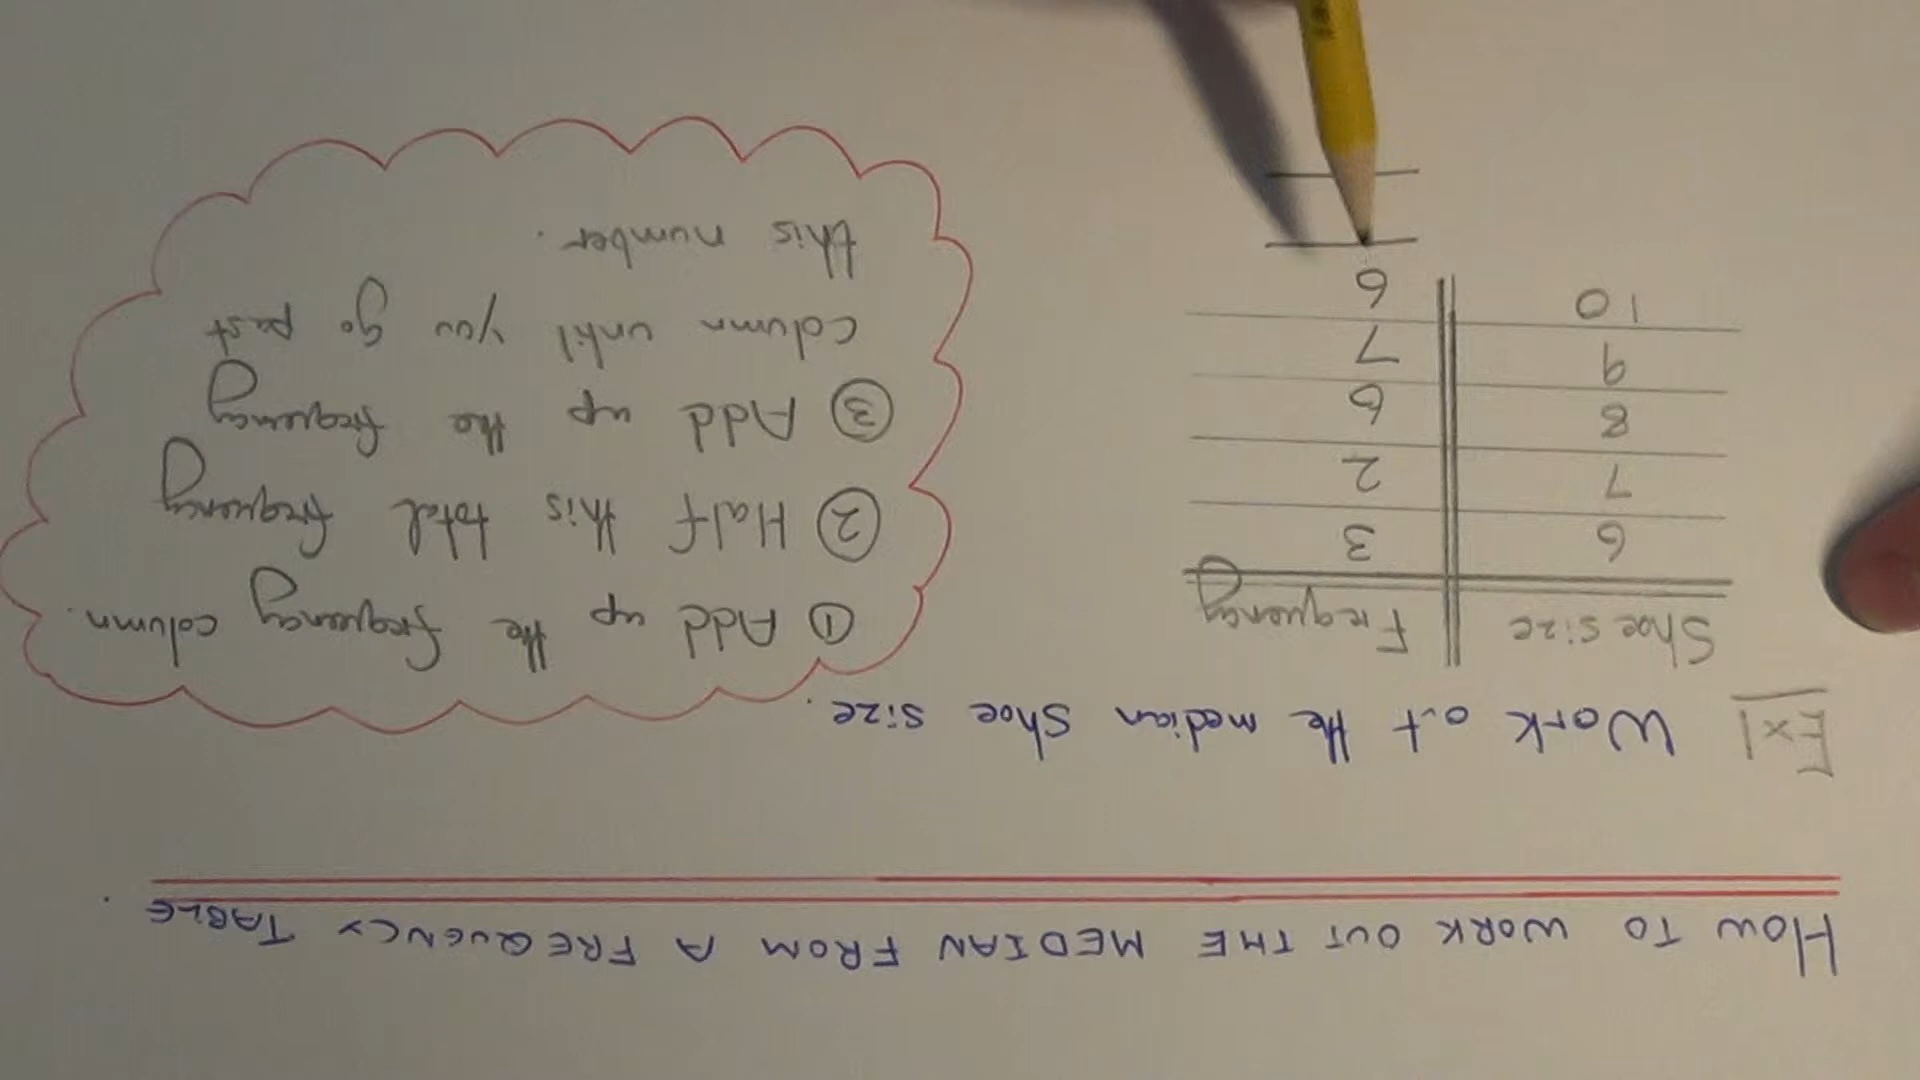 HOW TO WORK OUT THE MEDIAN FROM A FREQUENCY TABLE.
Ex1 Work out the median shoe size.
Shoe size Frequency
6 3
7 2
8 6
9 7
10 6
① Add up the frequency column.
② Half this total frequency
③ Add up the frequency
column until you go past
this number.